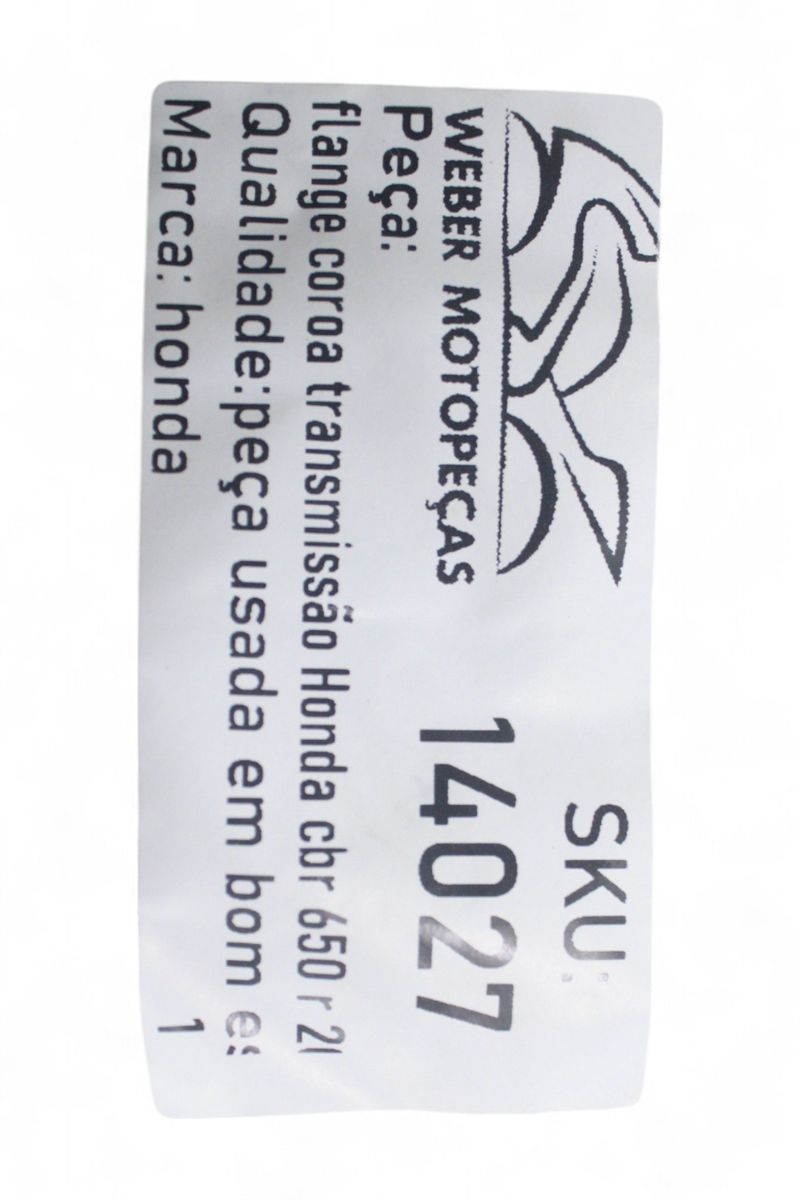 SKU:
WEBER MOTOPEÇAS
14027
Peça:
flange coroa transmissão Honda cbr 650 r
Qualidade:peça usada em bom
Marca: honda
1